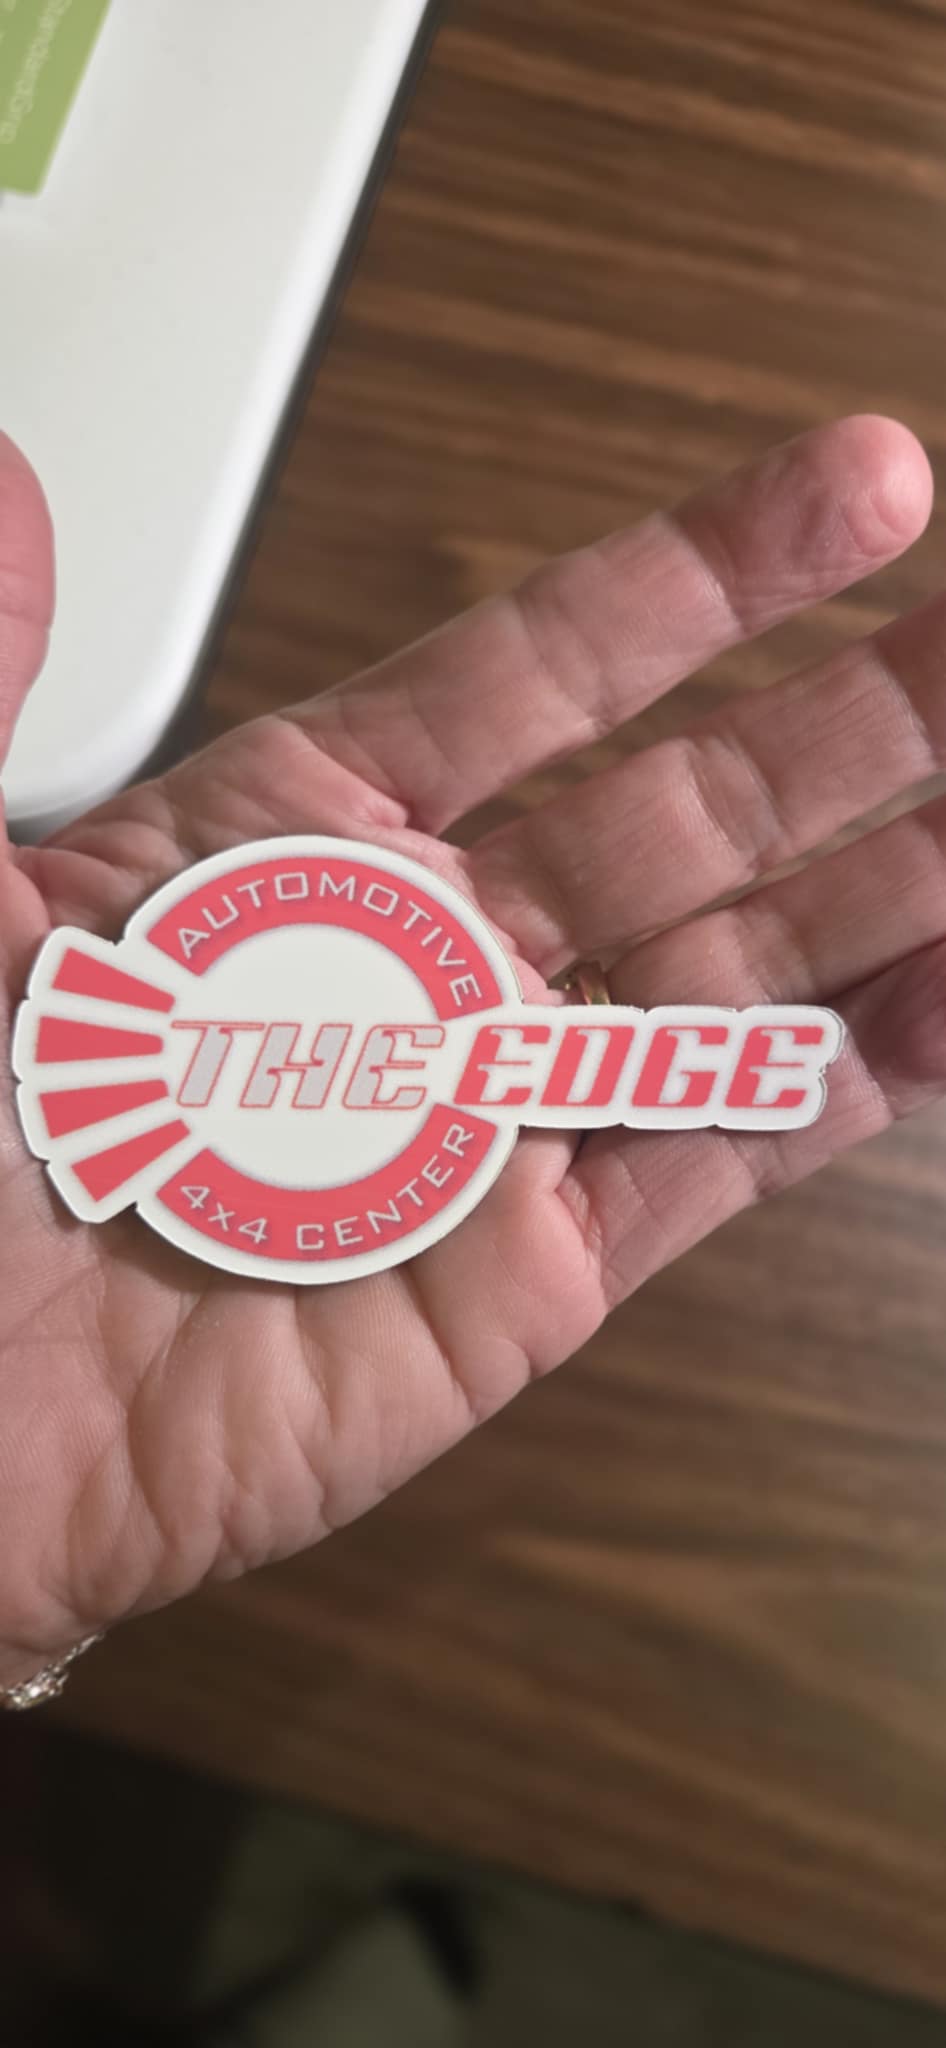 AUTOMOTIVE
THE EDGE
4x4 CENTER